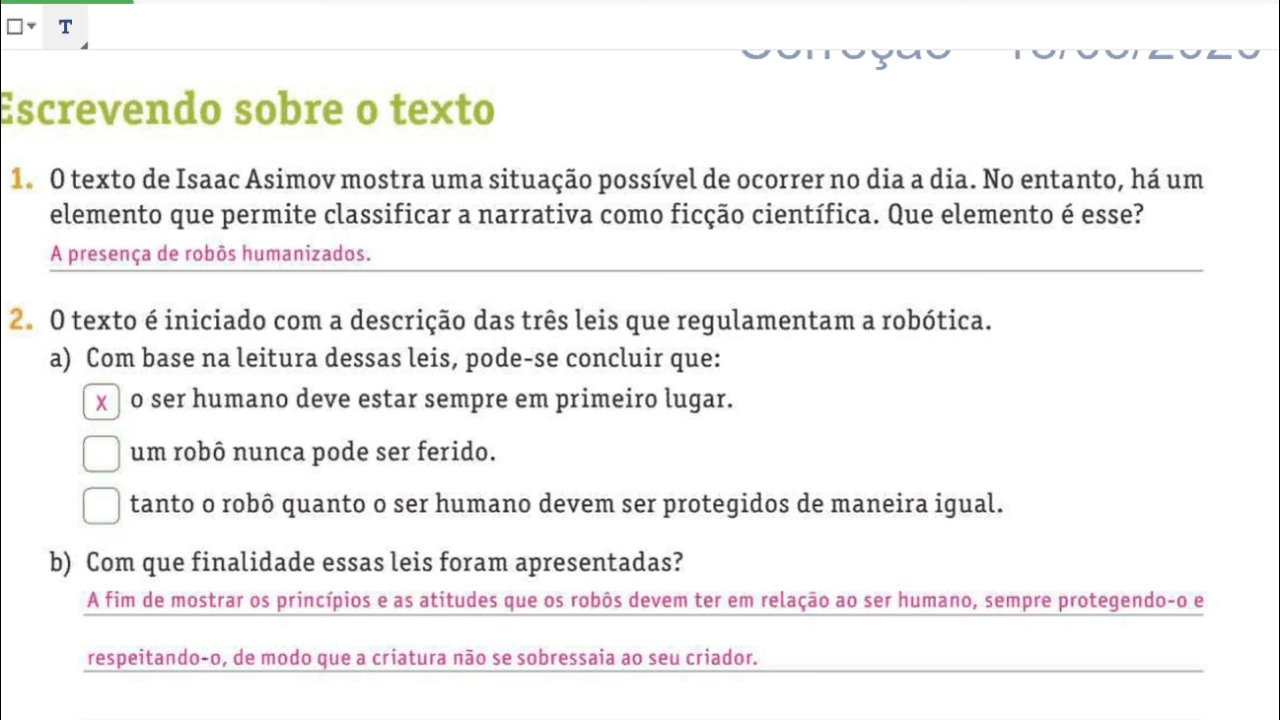 T
Correção
Escrevendo sobre o texto
1. O texto de Isaac Asimov mostra uma situação possível de ocorrer no dia a dia. No entanto, há um
elemento que permite classificar a narrativa como ficção científica. Que elemento é esse?
A presença de robôs humanizados.
2. O texto é iniciado com a descrição das três leis que regulamentam a robótica.
a) Com base na leitura dessas leis, pode-se concluir que:
x o ser humano deve estar sempre em primeiro lugar.
um robô nunca pode ser ferido.
tanto o robô quanto o ser humano devem ser protegidos de maneira igual.
b) Com que finalidade essas leis foram apresentadas?
A fim de mostrar os princípios e as atitudes que os robôs devem ter em relação ao ser humano, sempre protegendo-o e
respeitando-o, de modo que a criatura não se sobressaia ao seu criador.